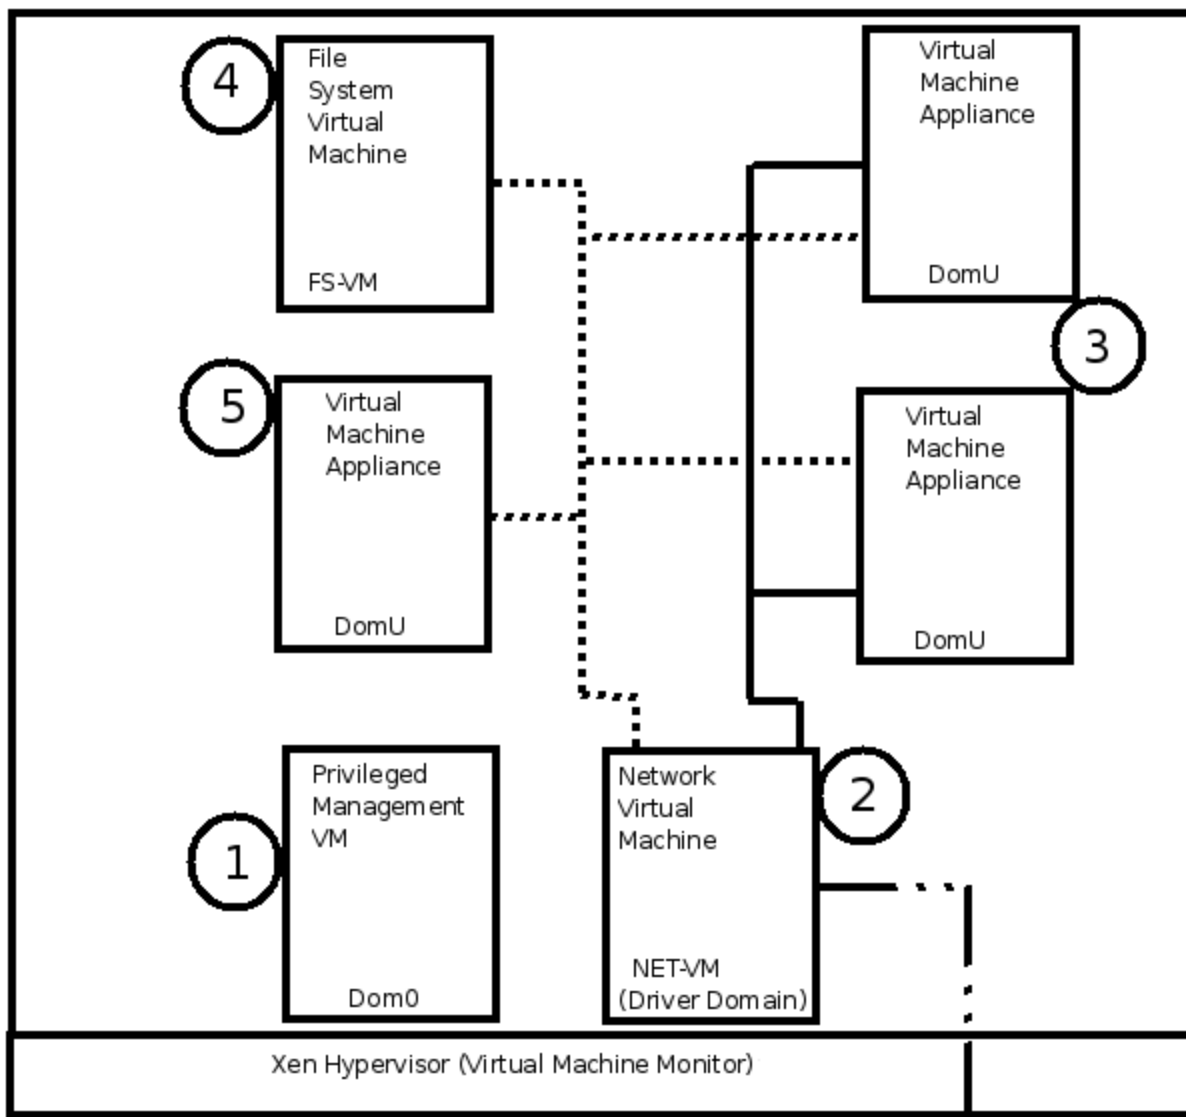 4
File
System
Virtual
Machine
FS-VM
Virtual
Machine
Appliance
DomU
3
5
Virtual
Machine
Appliance
DomU
Virtual
Machine
Appliance
DomU
1
Privileged
Management
VM
Dom0
Network
Virtual
Machine
NET-VM
(Driver Domain)
2
Xen Hypervisor (Virtual Machine Monitor)